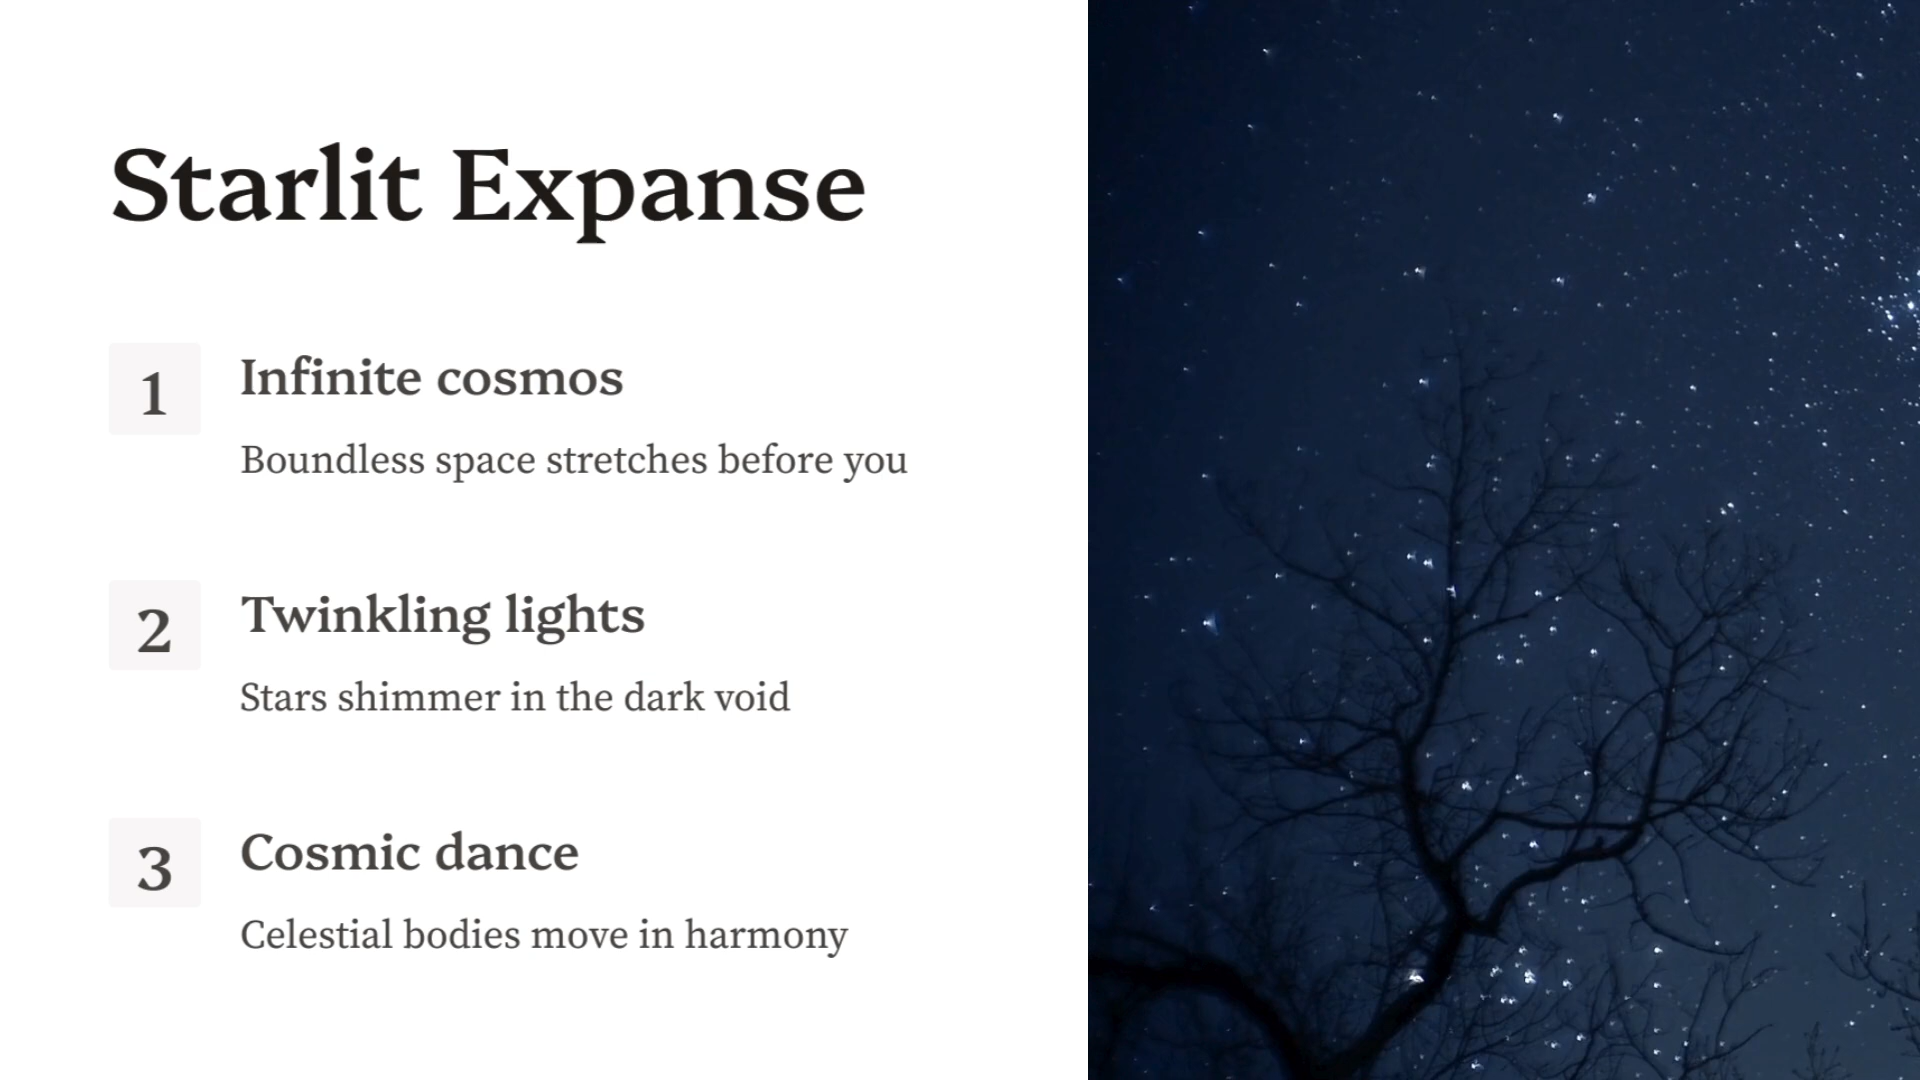 Starlit Expanse
1
Infinite cosmos
Boundless space stretches before you
2
Twinkling lights
Stars shimmer in the dark void
3
Cosmic dance
Celestial bodies move in harmony